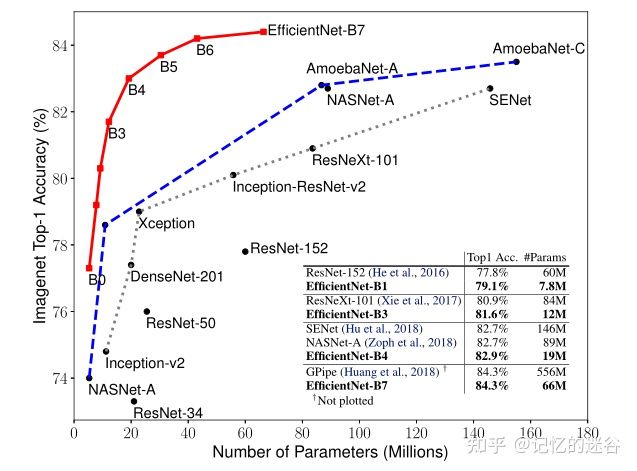 84
82
80
78
76
74
0
20
40
60
80
100
120
140
160
180
Imagenet Top-1 Accuracy (%)
Number of Parameters (Millions)
EfficientNet-B7
B6
B5
B4
B3
B0
AmoebaNet-A
AmoebaNet-C
NASNet-A
SENet
ResNeXt-101
Inception-ResNet-v2
Xception
ResNet-152
DenseNet-201
ResNet-50
Inception-v2
NASNet-A
ResNet-34
Top1 Acc. #Params
ResNet-152 (He et al., 2016) 77.8% 60M
EfficientNet-B1 79.1% 7.8M
ResNeXt-101 (Xie et al., 2017) 80.9% 84M
EfficientNet-B3 81.6% 12M
SENet (Hu et al., 2018) 82.7% 146M
NASNet-A (Zoph et al., 2018) 82.7% 89M
EfficientNet-B4 82.9% 19M
GPipe (Huang et al., 2018) † 84.3% 556M
EfficientNet-B7 84.3% 66M
†Not plotted
知乎 @记忆的迷谷